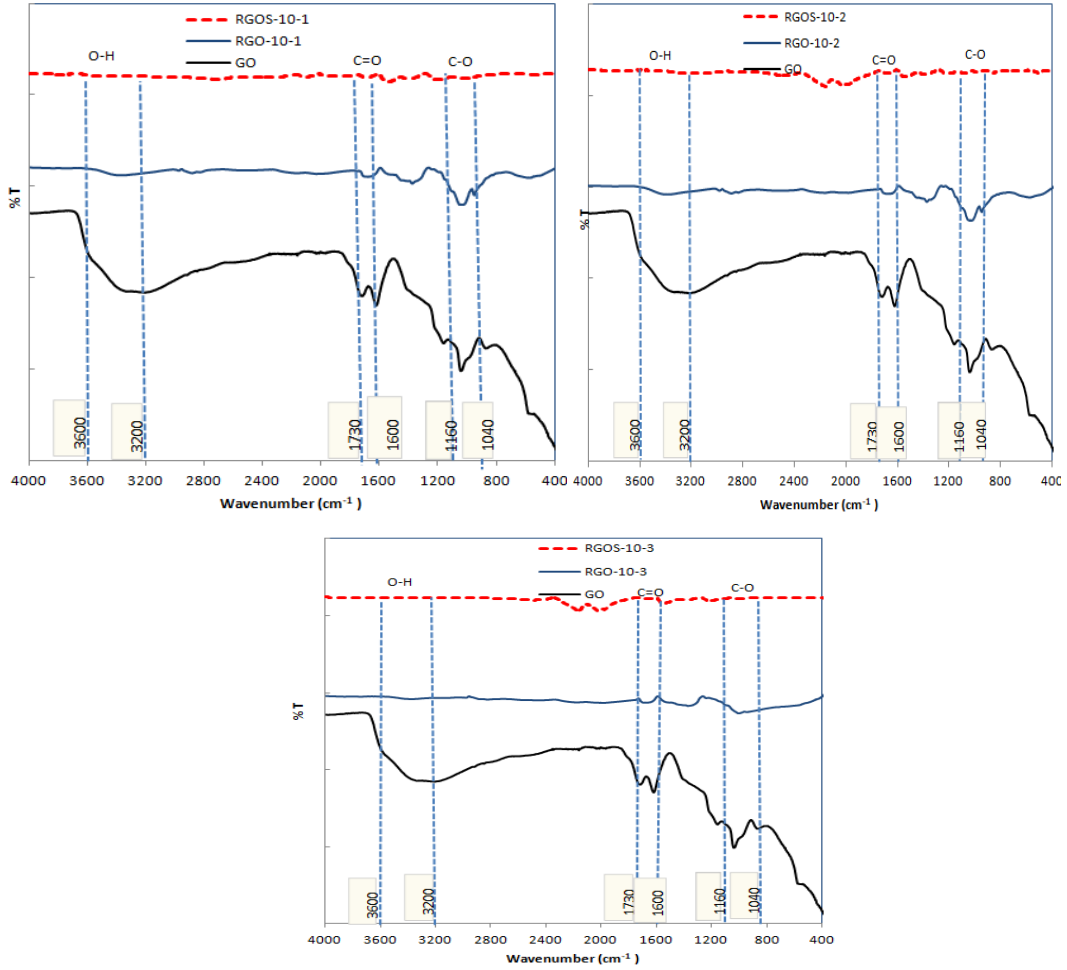 RGOS-10-1
RGO-10-1
GO
O-H
C=O
C-O
%T
3600
3200
1730
1600
1160
1040
4000 3600 3200 2800 2400 2000 1600 1200 800 400
Wavenumber (cm-1 )
RGOS-10-2
RGO-10-2
GO
O-H
C=O
C-O
%T
3600
3200
1730
1600
1160
1040
4000 3600 3200 2800 2400 2000 1600 1200 800 400
Wavenumber (cm-1 )
RGOS-10-3
RGO-10-3
GO
O-H
C=O
C-O
%T
3600
3200
1730
1600
1160
1040
4000 3600 3200 2800 2400 2000 1600 1200 800 400
Wavenumber (cm-1 )